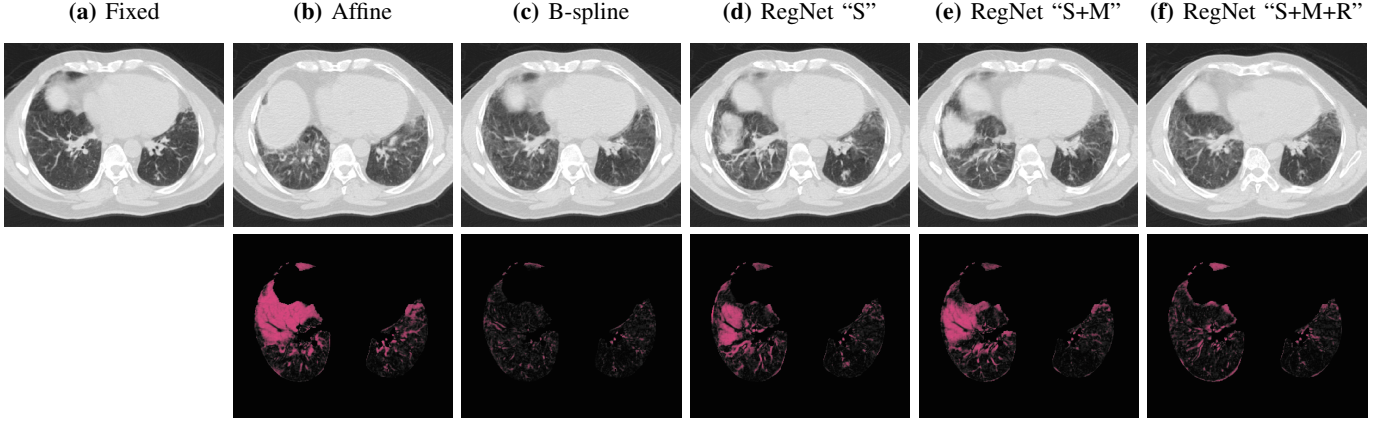 (a) Fixed (b) Affine (c) B-spline (d) RegNet “S” (e) RegNet “S+M” (f) RegNet “S+M+R”